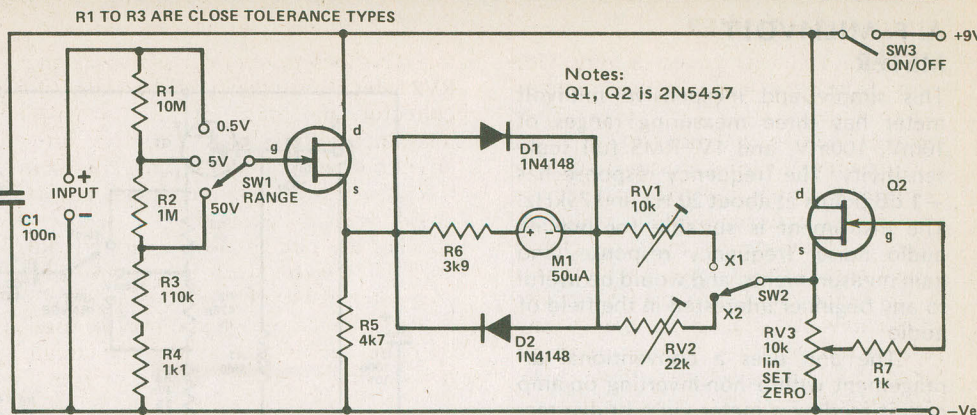 R1 TO R3 ARE CLOSE TOLERANCE TYPES
+9V
SW3
ON/OFF
Notes:
Q1, Q2 is 2N5457
R1
10M
0.5V
5V
50V
g
d
s
SW1
RANGE
+
INPUT
-
C1
100n
R2
1M
R3
110k
R4
1k1
D1
1N4148
R6
3k9
+
M1
50uA
RV1
10k
D2
1N4148
R5
4k7
RV2
22k
X1
X2
SW2
d
Q2
g
s
RV3
10k
lin
SET
ZERO
R7
1k